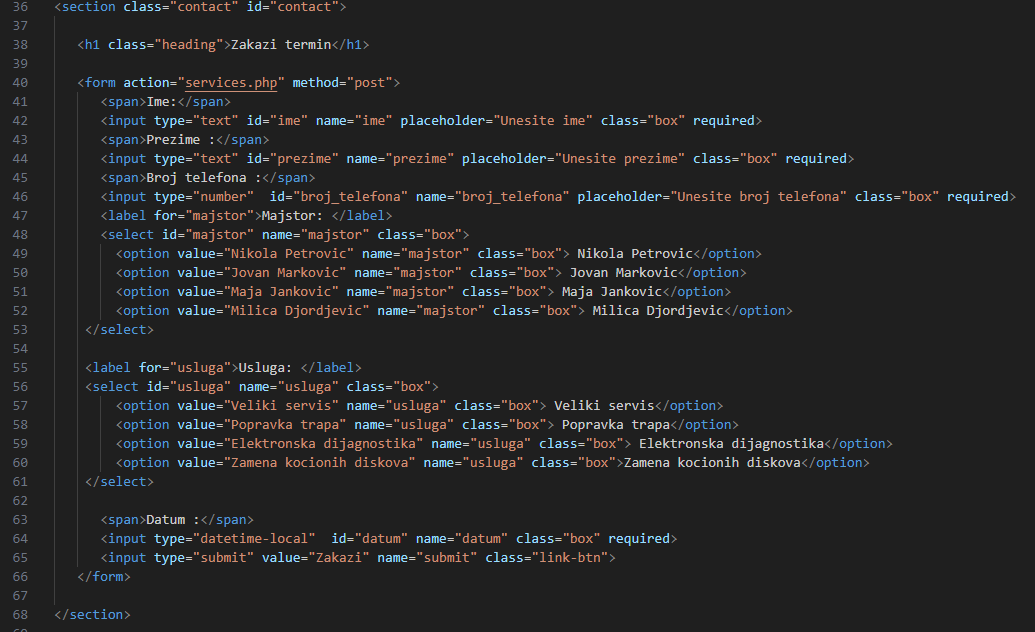 36 <section class="contact" id="contact">
37
38 <h1 class="heading">Zakazi termin</h1>
39
40 <form action="services.php" method="post">
41 <span>Ime:</span>
42 <input type="text" id="ime" name="ime" placeholder="Unesite ime" class="box" required>
43 <span>Prezime :</span>
44 <input type="text" id="prezime" name="prezime" placeholder="Unesite prezime" class="box" required>
45 <span>Broj telefona :</span>
46 <input type="number"  id="broj_telefona" name="broj_telefona" placeholder="Unesite broj telefona" class="box" required>
47 <label for="majstor">Majstor: </label>
48 <select id="majstor" name="majstor" class="box">
49 <option value="Nikola Petrovic" name="majstor" class="box"> Nikola Petrovic</option>
50 <option value="Jovan Markovic" name="majstor" class="box"> Jovan Markovic</option>
51 <option value="Maja Jankovic" name="majstor" class="box"> Maja Jankovic</option>
52 <option value="Milica Djordjevic" name="majstor" class="box"> Milica Djordjevic</option>
53 </select>
54
55 <label for="usluga">Usluga: </label>
56 <select id="usluga" name="usluga" class="box">
57 <option value="Veliki servis" name="usluga" class="box"> Veliki servis</option>
58 <option value="Popravka trapa" name="usluga" class="box"> Popravka trapa</option>
59 <option value="Elektronska dijagnostika" name="usluga" class="box"> Elektronska dijagnostika</option>
60 <option value="Zamena kocionih diskova" name="usluga" class="box">Zamena kocionih diskova</option>
61 </select>
62
63 <span>Datum :</span>
64 <input type="datetime-local"  id="datum" name="datum" class="box" required>
65 <input type="submit" value="Zakazi" name="submit" class="link-btn">
66 </form>
67
68 </section>